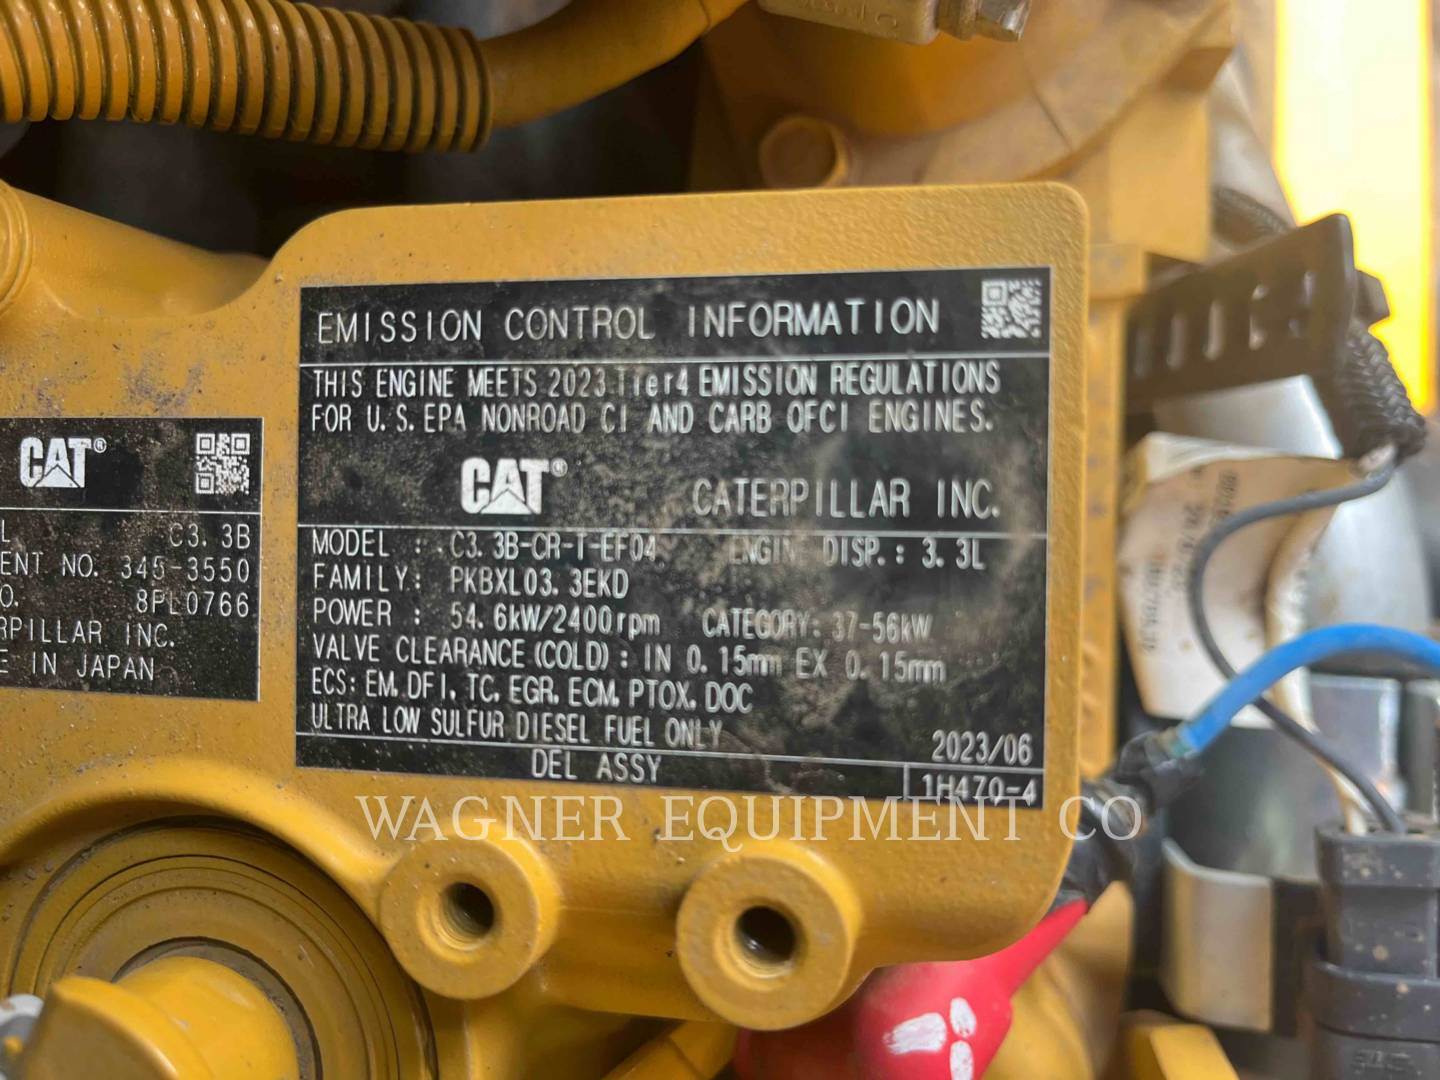 EMISSION CONTROL INFORMATION
THIS ENGINE MEETS 2023 Tier4 EMISSION REGULATIONS
FOR U.S. EPA NONROAD CI AND CARB OFCI ENGINES.
CAT® CATERPILLAR INC.
MODEL : C3.3B-CR-T-EF04 ENGINE DISP.: 3.3L
FAMILY: PKBXL03.3EKD
POWER : 54.6kW/2400rpm CATEGORY: 37-56kW
VALVE CLEARANCE(COLD): IN 0.15mm EX 0.15mm
ECS: EM.DFI.TC.EGR.ECM.PTOX.DOC
ULTRA LOW SULFUR DIESEL FUEL ONLY
2023/06
DEL ASSY
1H470-4
CAT®
L C3.3B
ENT NO. 345-3550
O. 8PL0766
RPILLAR INC.
E IN JAPAN
WAGNER EQUIPMENT CO